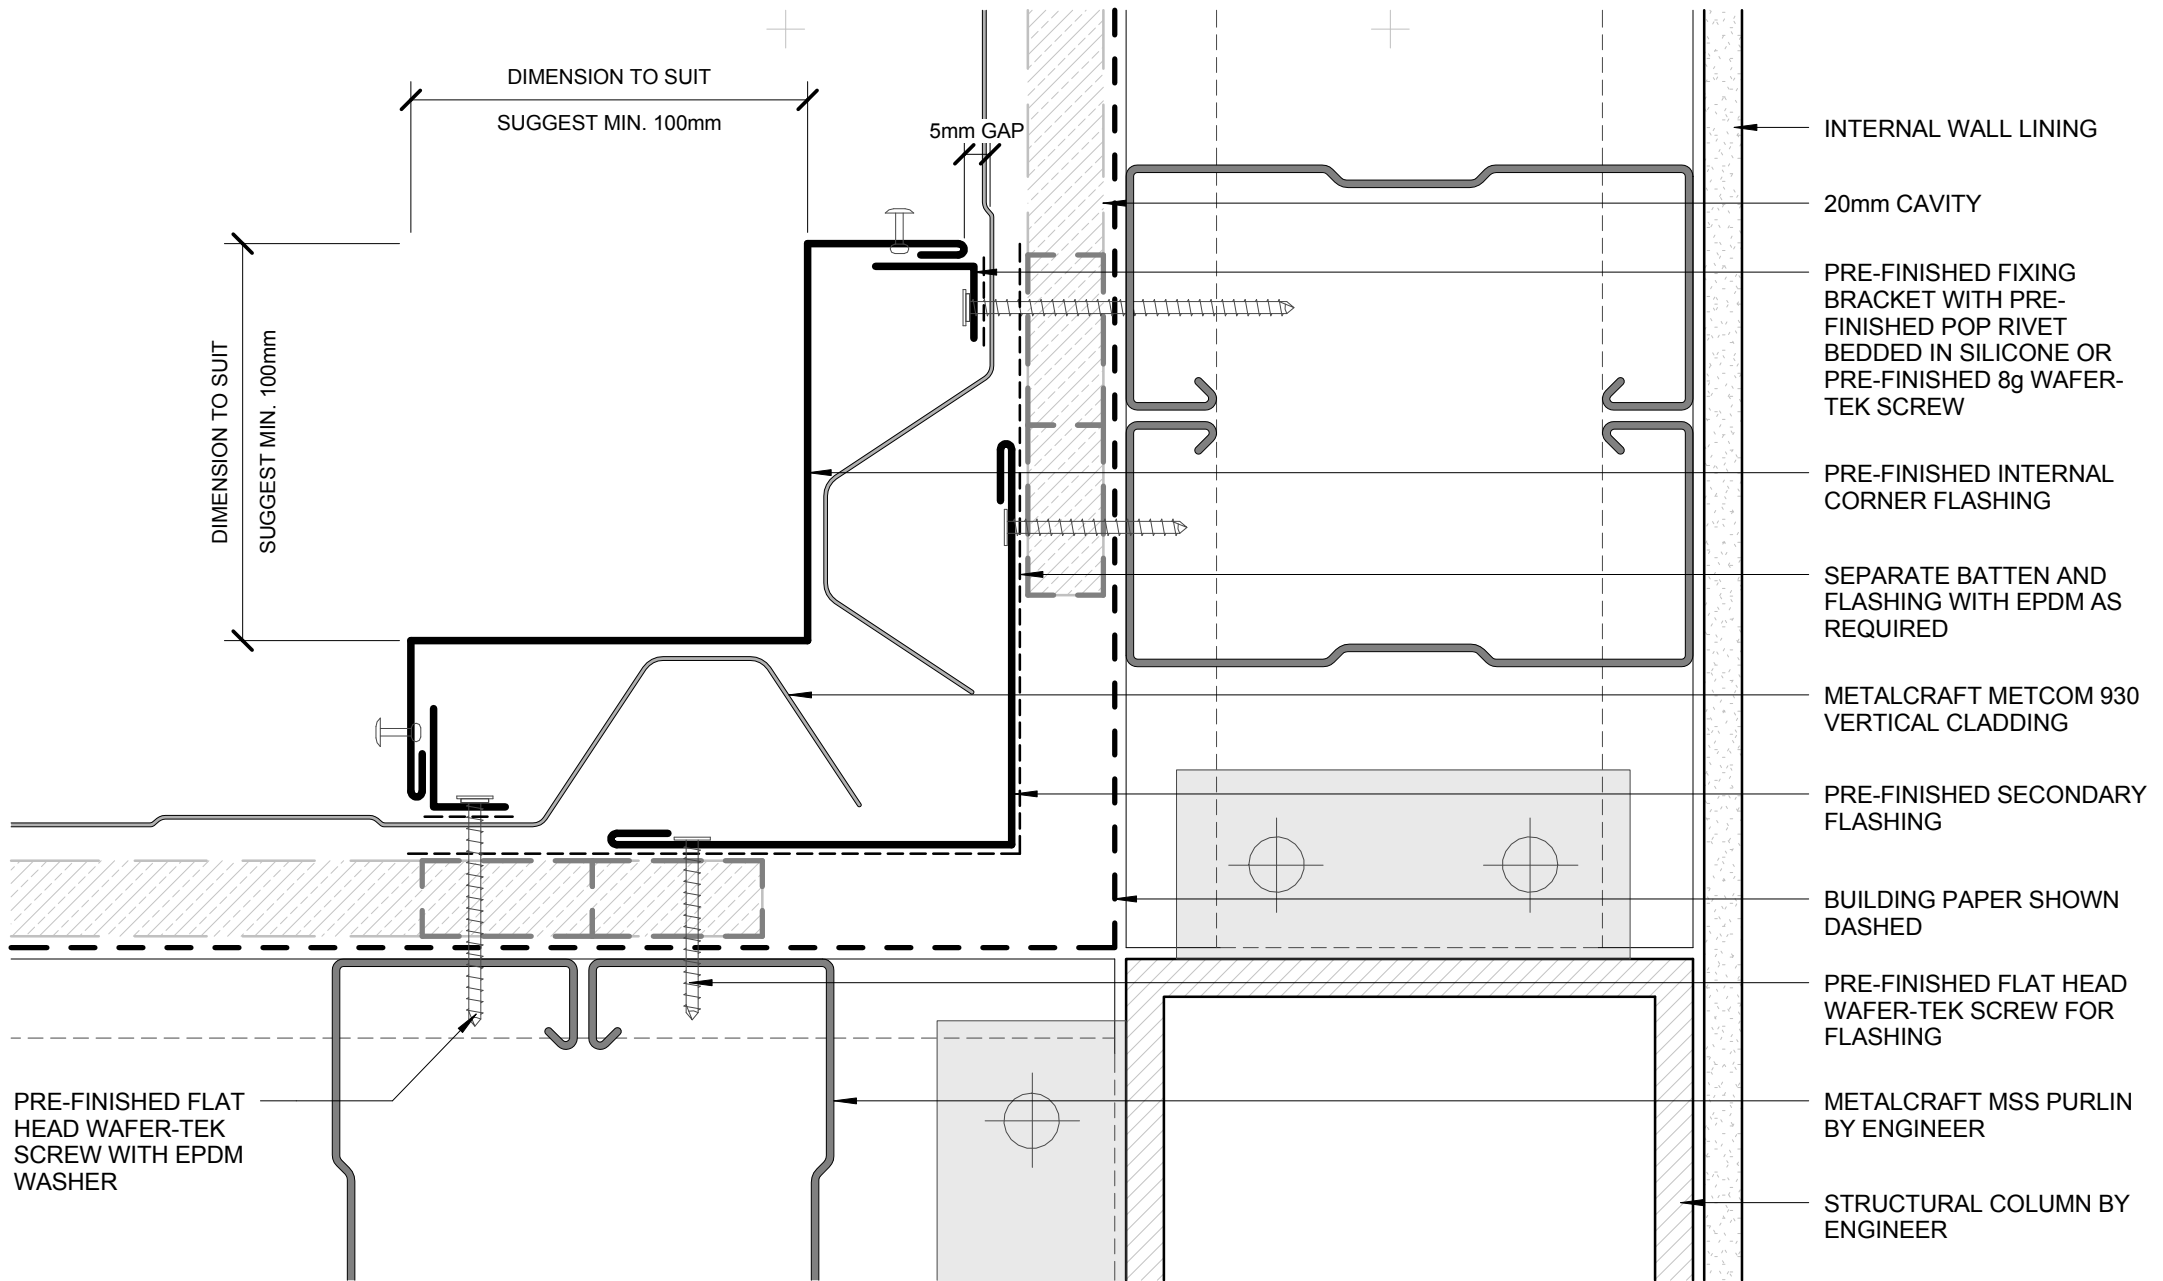 DIMENSION TO SUIT
SUGGEST MIN. 100mm
5mm GAP
DIMENSION TO SUIT
SUGGEST MIN. 100mm
INTERNAL WALL LINING
20mm CAVITY
PRE-FINISHED FIXING
BRACKET WITH PRE-
FINISHED POP RIVET
BEDDED IN SILICONE OR
PRE-FINISHED 8g WAFER-
TEK SCREW
PRE-FINISHED INTERNAL
CORNER FLASHING
SEPARATE BATTEN AND
FLASHING WITH EPDM AS
REQUIRED
METALCRAFT METCOM 930
VERTICAL CLADDING
PRE-FINISHED SECONDARY
FLASHING
BUILDING PAPER SHOWN
DASHED
PRE-FINISHED FLAT HEAD
WAFER-TEK SCREW FOR
FLASHING
METALCRAFT MSS PURLIN
BY ENGINEER
STRUCTURAL COLUMN BY
ENGINEER
PRE-FINISHED FLAT
HEAD WAFER-TEK
SCREW WITH EPDM
WASHER